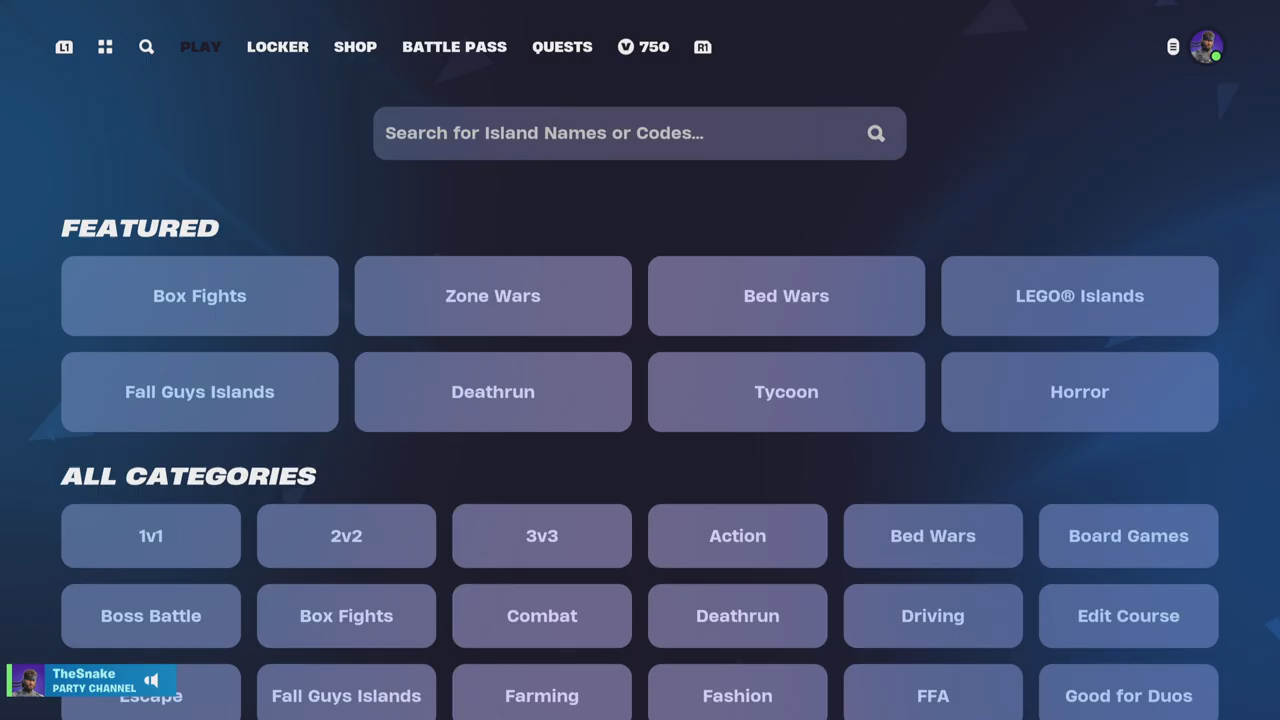 L1 PLAY LOCKER SHOP BATTLE PASS QUESTS V 750 R1
Search for Island Names or Codes...
FEATURED
Box Fights Zone Wars Bed Wars LEGO® Islands
Fall Guys Islands Deathrun Tycoon Horror
ALL CATEGORIES
1v1 2v2 3v3 Action Bed Wars Board Games
Boss Battle Box Fights Combat Deathrun Driving Edit Course
TheSnake
PARTY CHANNEL
Escape Fall Guys Islands Farming Fashion FFA Good for Duos